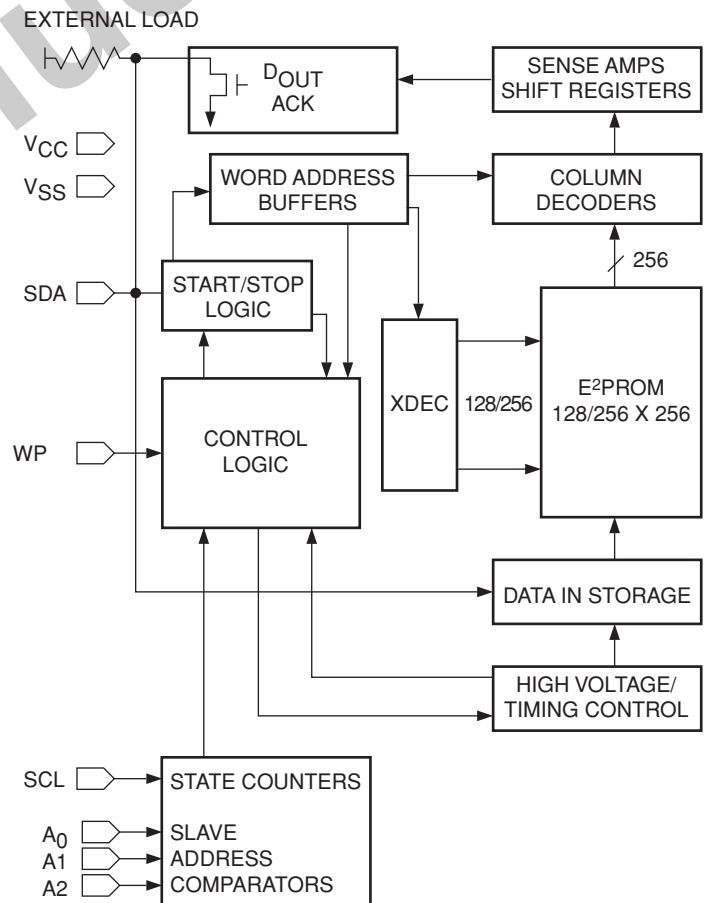 EXTERNAL LOAD
DOUT
ACK
SENSE AMPS
SHIFT REGISTERS
VCC
VSS
WORD ADDRESS
BUFFERS
COLUMN
DECODERS
256
SDA
START/STOP
LOGIC
XDEC
128/256
E2PROM
128/256 X 256
WP
CONTROL
LOGIC
DATA IN STORAGE
HIGH VOLTAGE/
TIMING CONTROL
SCL
STATE COUNTERS
A0
SLAVE
A1
ADDRESS
A2
COMPARATORS